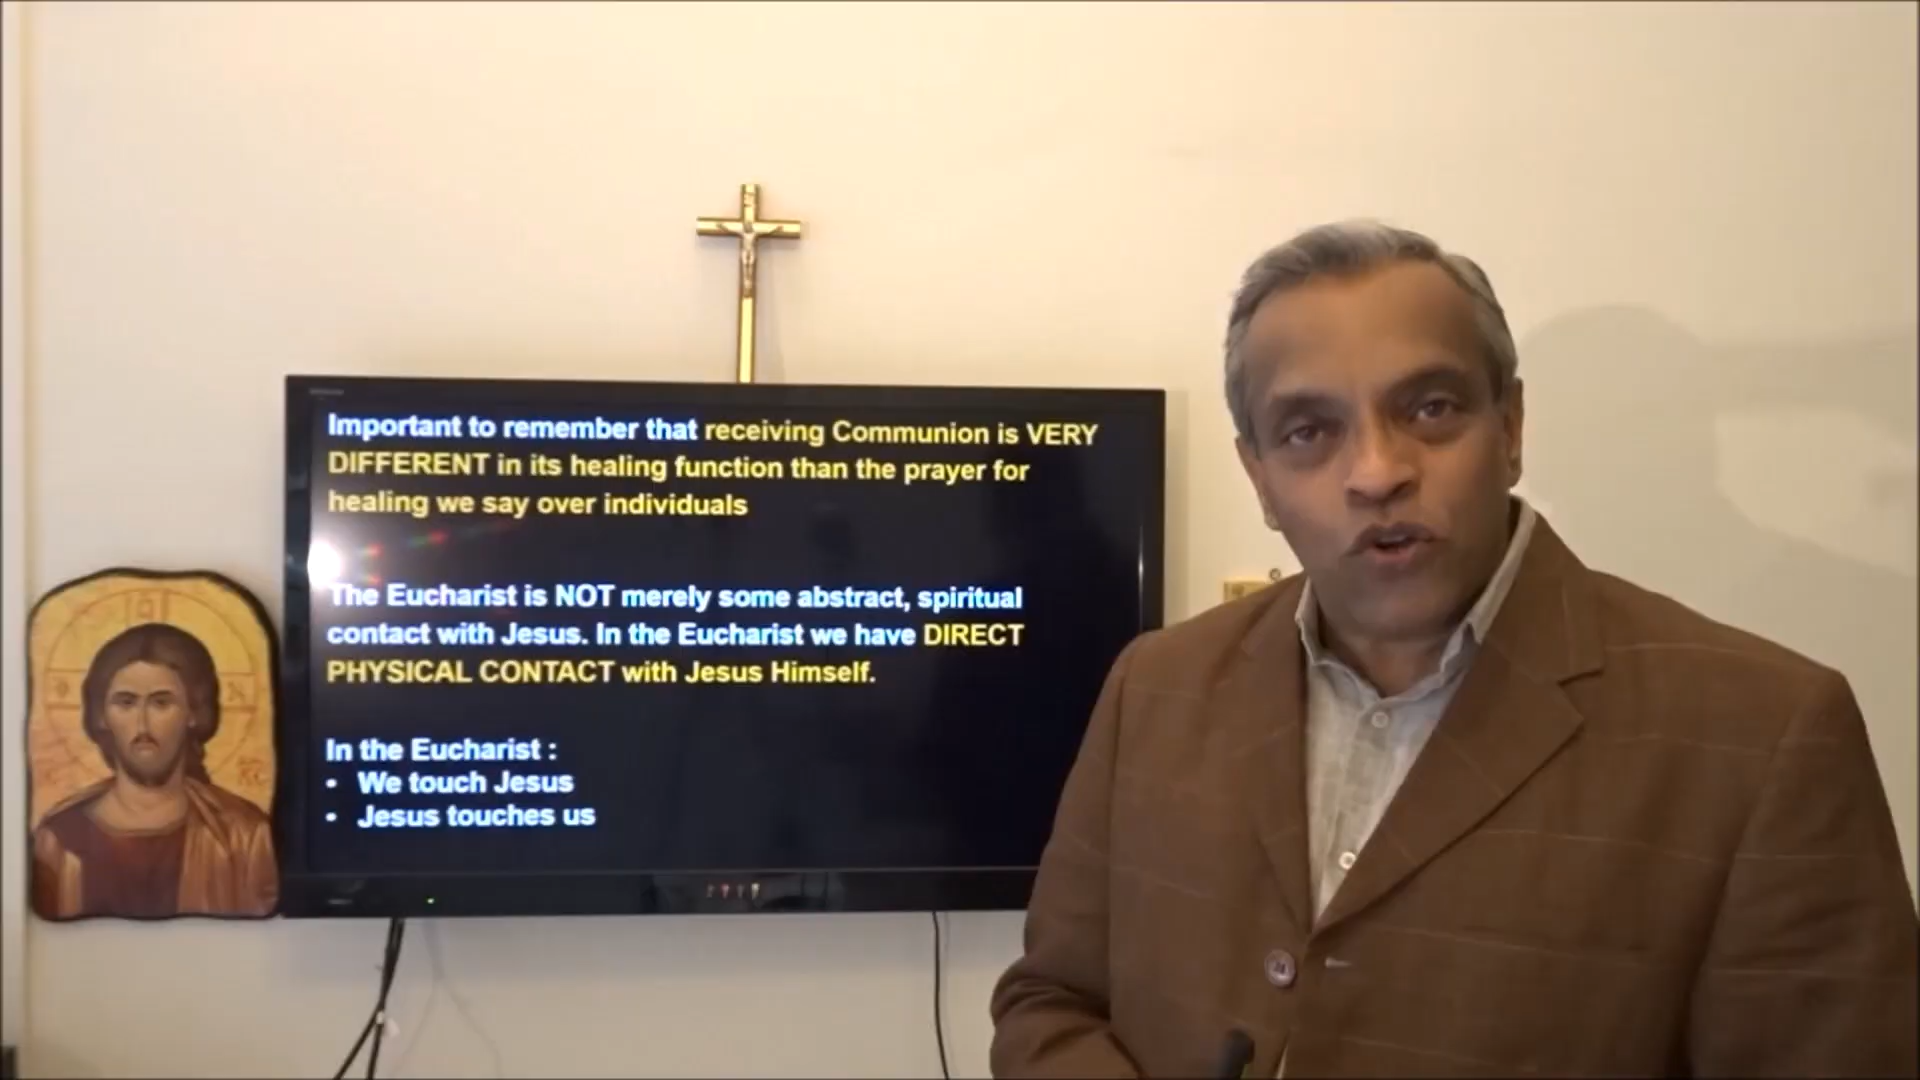 Important to remember that receiving Communion is VERY
DIFFERENT in its healing function than the prayer for
healing we say over individuals
The Eucharist is NOT merely some abstract, spiritual
contact with Jesus. In the Eucharist we have DIRECT
PHYSICAL CONTACT with Jesus Himself.
In the Eucharist :
• We touch Jesus
• Jesus touches us